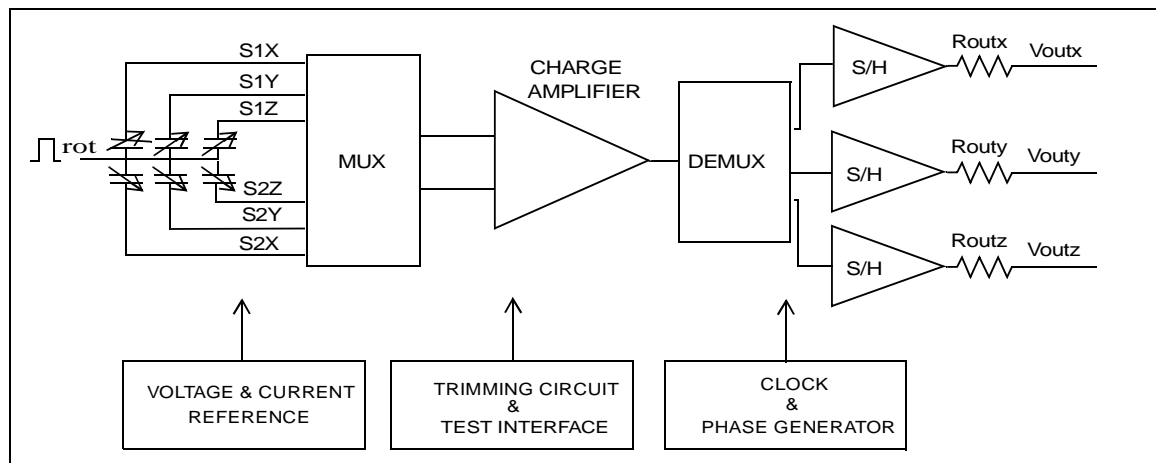 S1X
S1Y
S1Z
rot
S2Z
S2Y
S2X
MUX
CHARGE
AMPLIFIER
DEMUX
S/H
Routx
Voutx
S/H
Routy
Vouty
S/H
Routz
Voutz
VOLTAGE & CURRENT
REFERENCE
TRIMMING CIRCUIT
&
TEST INTERFACE
CLOCK
&
PHASE GENERATOR